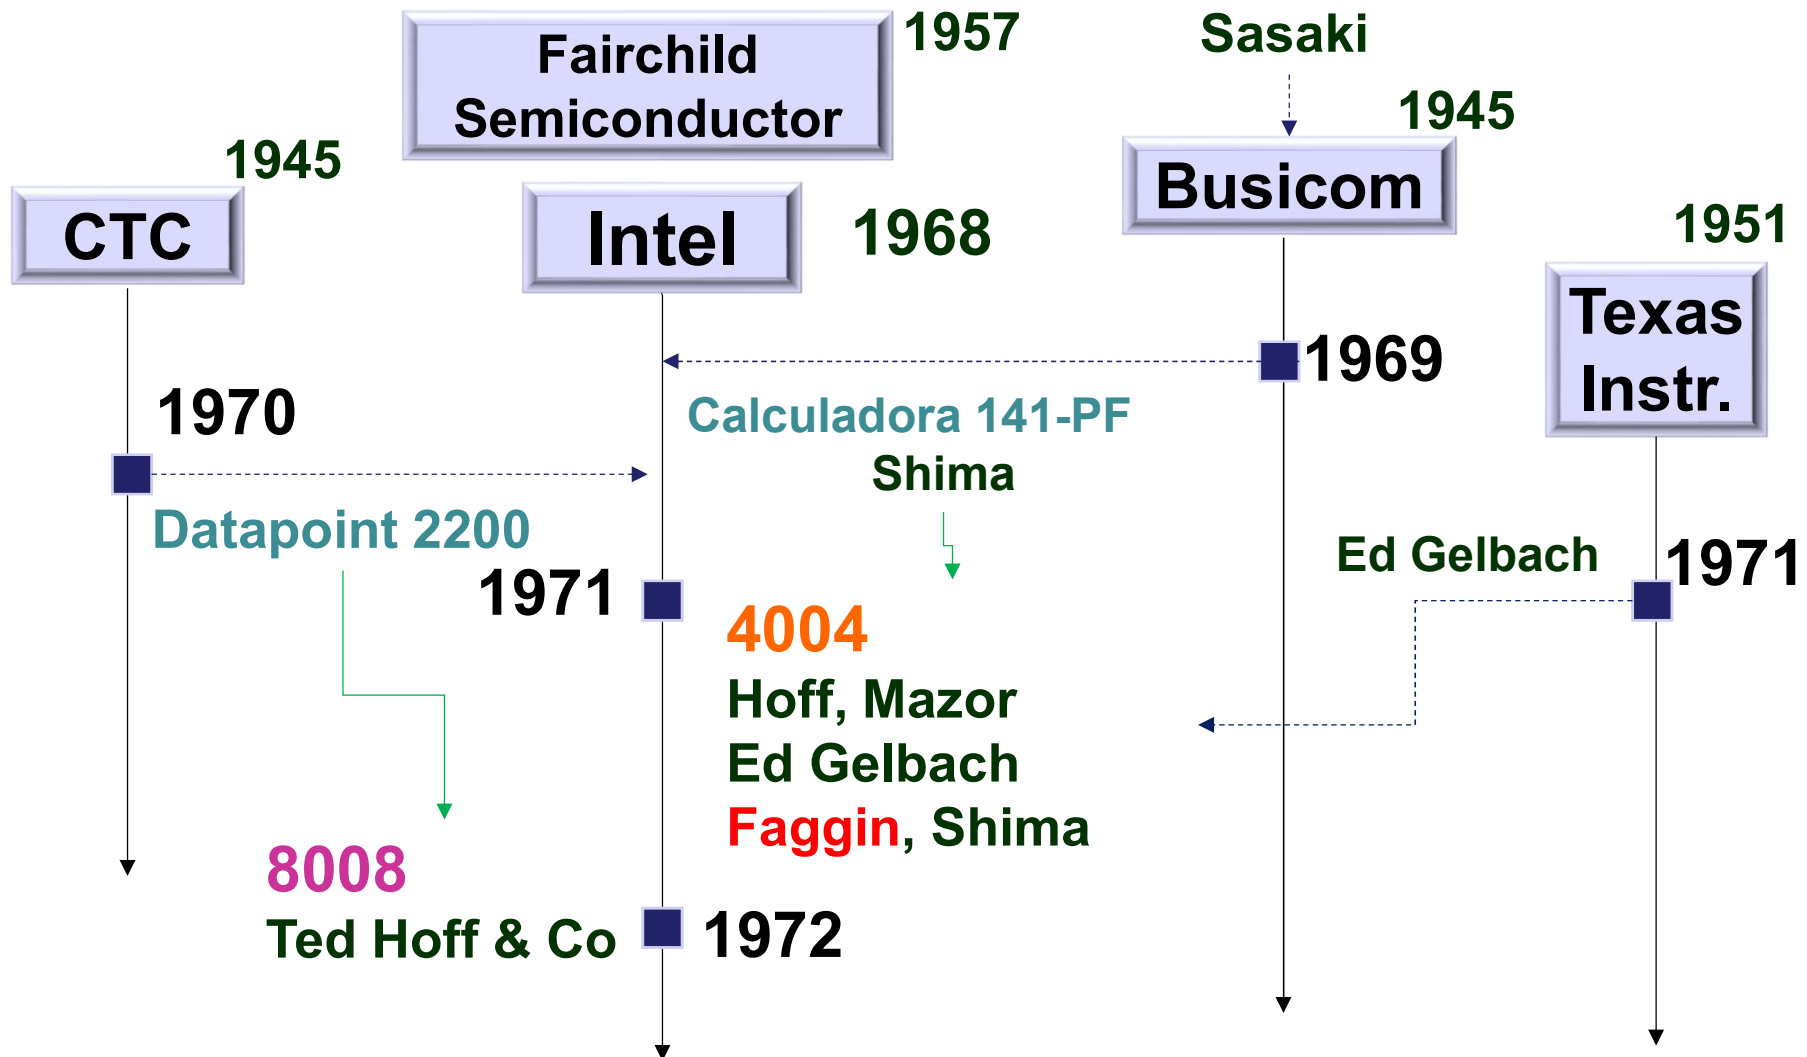 Fairchild
Semiconductor
1957
Sasaki
1945
CTC
Intel
1968
1945
Busicom
1951
Texas
Instr.
1969
1970
Calculadora 141-PF
Shima
Datapoint 2200
1971
Ed Gelbach
1971
4004
Hoff, Mazor
Ed Gelbach
Faggin, Shima
8008
Ted Hoff & Co
1972